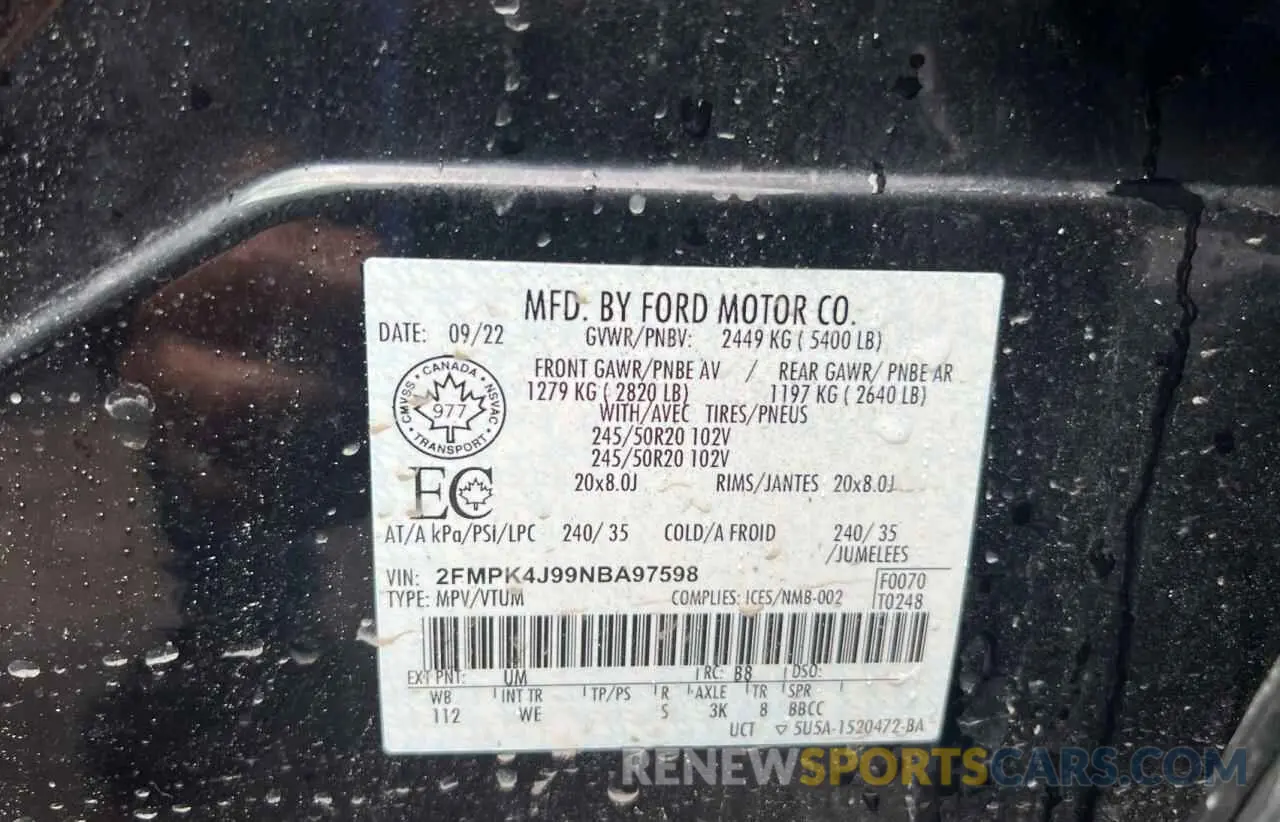 MFD. BY FORD MOTOR CO.
DATE: 09/22 GVWR/PNBV: 2449 KG ( 5400 LB)
FRONT GAWR/PNBE AV / REAR GAWR/ PNBE AR
1279 KG ( 2820 LB) 1197 KG ( 2640 LB)
WITH/AVEC TIRES/PNEUS
245/50R20 102V
245/50R20 102V
20x8.0J RIMS/JANTES 20x8.0J
CANADA
CMVSS NSVAC
977
TRANSPORT
EC
AT/A kPa/PSi/LPC 240/ 35 COLD/A FROID 240/ 35
/JUMELEES
VIN: 2FMPK4J99NBA97598 F0070
TYPE: MPV/VTUM COMPLIES: ICES/NMB-002 T0248
EXT PNT: UM RC: B8 DSO:
WB INT TR TP/PS R AXLE TR SPR
112 WE S 3K 8 BBCC
UCT ▽ 5U5A-1520472-BA
RENEWSPORTSCARS.COM